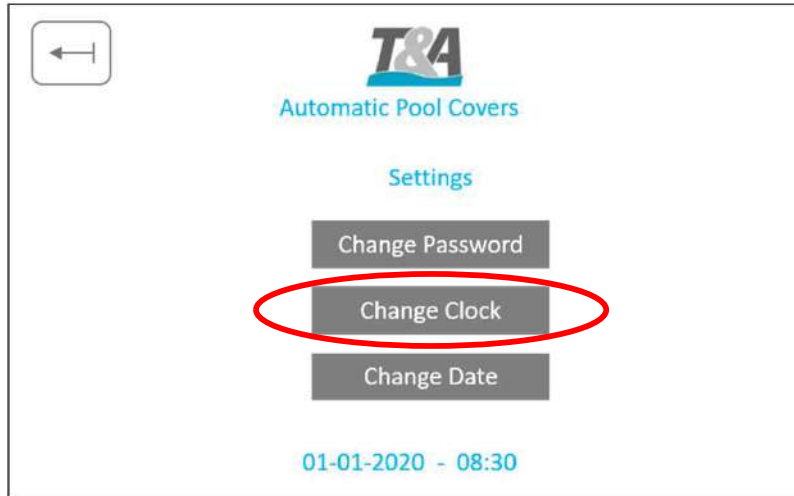 T&A
Automatic Pool Covers
Settings
Change Password
Change Clock
Change Date
01-01-2020 - 08:30